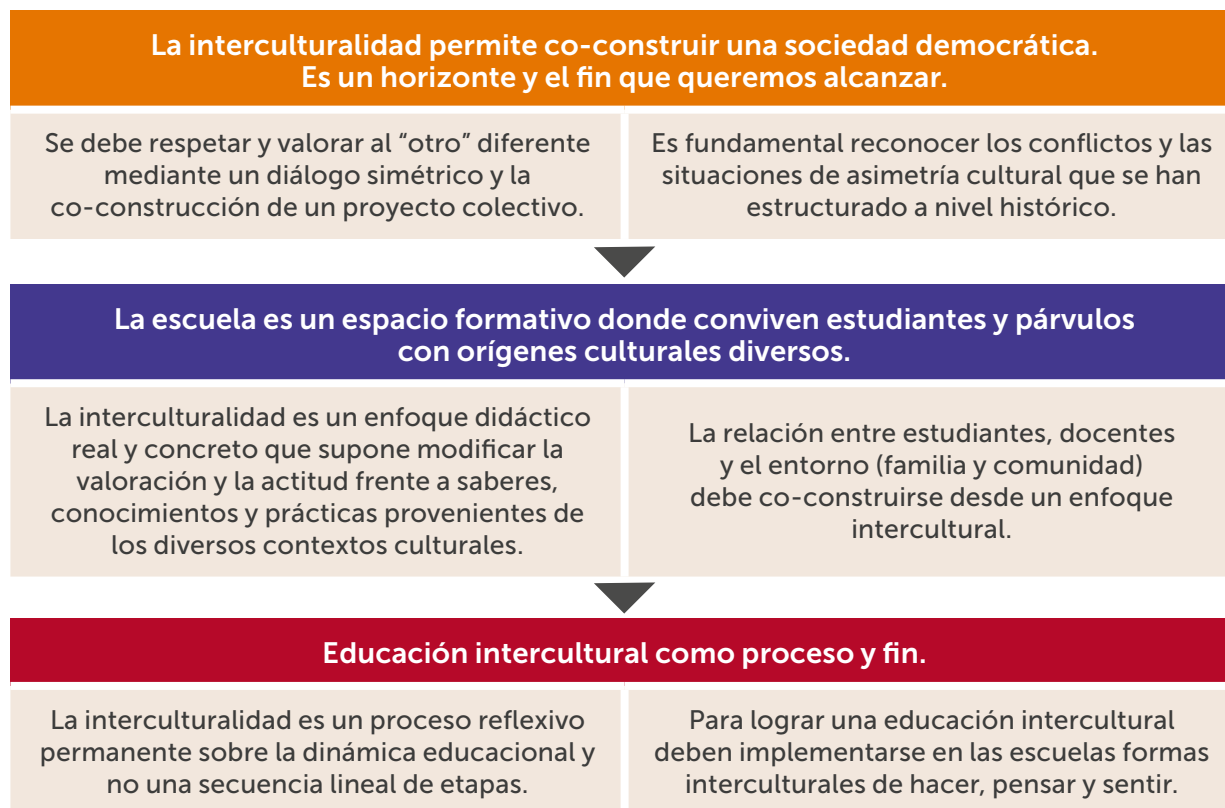 La interculturalidad permite co-construir una sociedad democrática.
Es un horizonte y el fin que queremos alcanzar.
Se debe respetar y valorar al “otro” diferente
mediante un diálogo simétrico y la
co-construcción de un proyecto colectivo.
Es fundamental reconocer los conflictos y las
situaciones de asimetría cultural que se han
estructurado a nivel histórico.
La escuela es un espacio formativo donde conviven estudiantes y párvulos
con orígenes culturales diversos.
La interculturalidad es un enfoque didáctico
real y concreto que supone modificar la
valoración y la actitud frente a saberes,
conocimientos y prácticas provenientes de
los diversos contextos culturales.
La relación entre estudiantes, docentes
y el entorno (familia y comunidad)
debe co-construirse desde un enfoque
intercultural.
Educación intercultural como proceso y fin.
La interculturalidad es un proceso reflexivo
permanente sobre la dinámica educacional y
no una secuencia lineal de etapas.
Para lograr una educación intercultural
deben implementarse en las escuelas formas
interculturales de hacer, pensar y sentir.